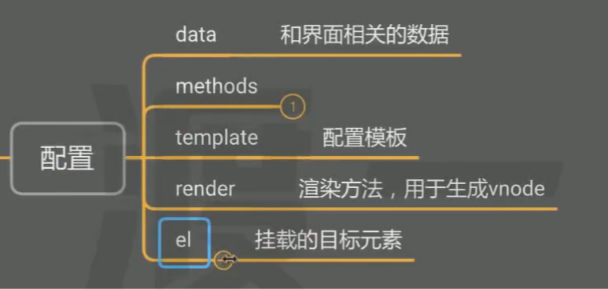 data 和界面相关的数据
methods 1
配置
template 配置模板
render 渲染方法，用于生成vnode
el 挂载的目标元素